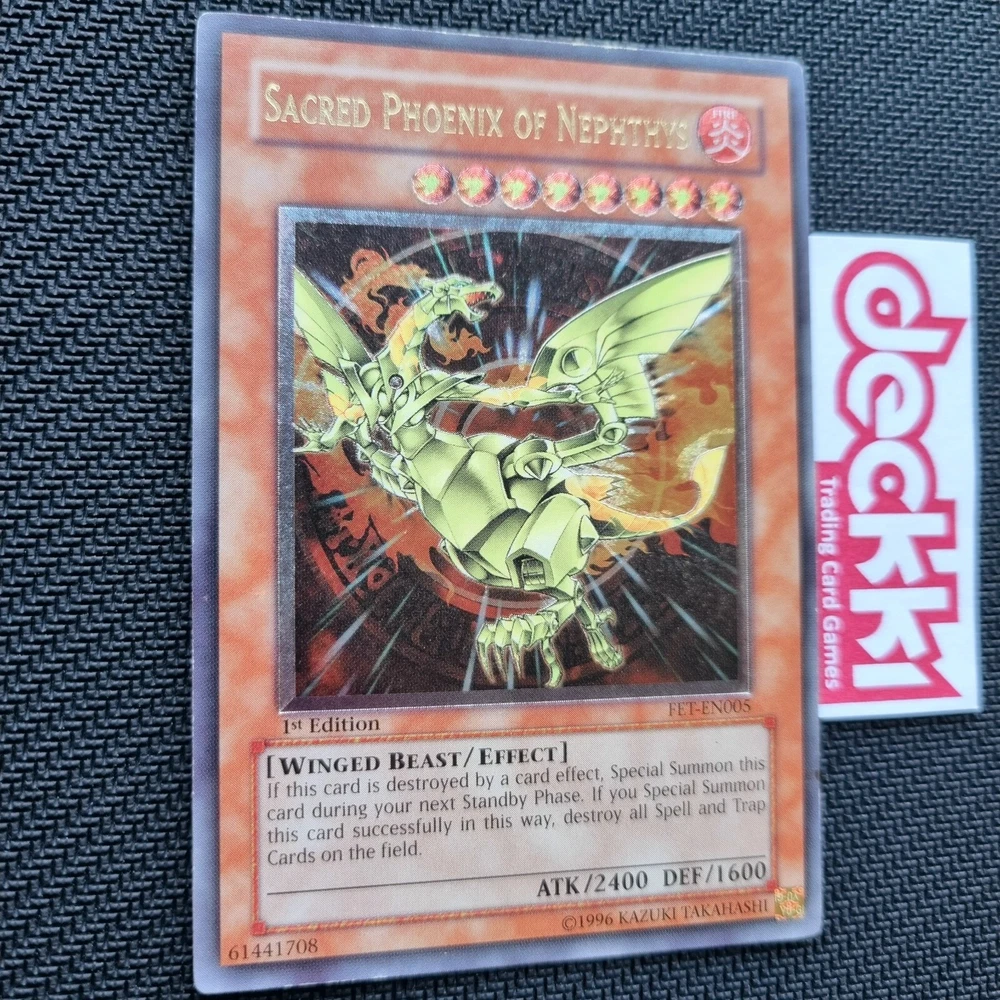 SACRED PHOENIX OF NEPHTHYS
FIRE
炎
1st Edition
FET-EN005
[WINGED BEAST/EFFECT]
If this card is destroyed by a card effect, Special Summon this
card during your next Standby Phase. If you Special Summon
this card successfully in this way, destroy all Spell and Trap
Cards on the field.
ATK/2400 DEF/1600
61441708
©1996 KAZUKI TAKAHASHI
dekki
Trading Card Games